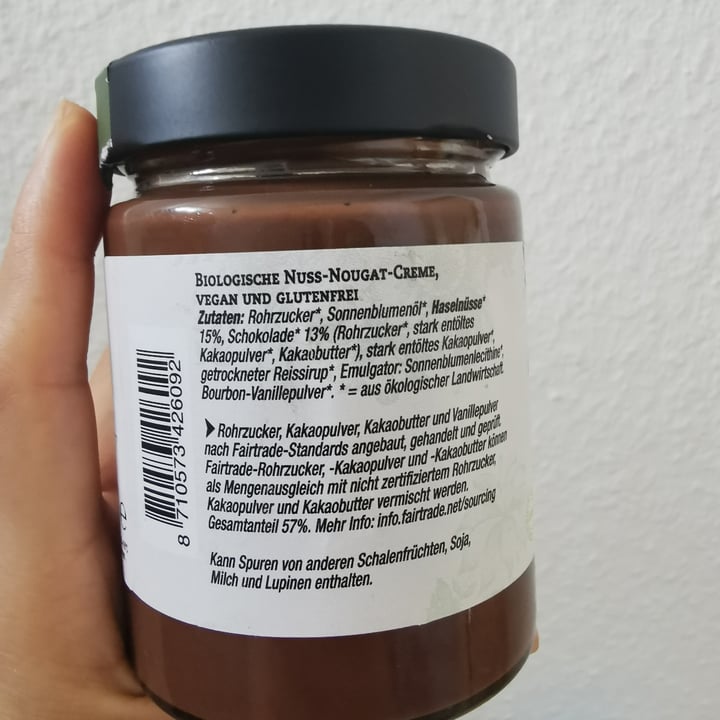 BIOLOGISCHE NUSS-NOUGAT-CREME,
VEGAN UND GLUTENFREI
Zutaten: Rohrzucker*, Sonnenblumenöl*, Haselnüsse*
15%, Schokolade* 13% (Rohrzucker*, stark entöltes
Kakaopulver*, Kakaobutter*), stark entöltes Kakaopulver*,
getrockneter Reissirup*, Emulgator: Sonnenblumenlecithine*,
Bourbon-Vanillepulver*. * = aus ökologischer Landwirtschaft.
Rohrzucker, Kakaopulver, Kakaobutter und Vanillepulver
nach Fairtrade-Standards angebaut, gehandelt und geprüft.
Fairtrade-Rohrzucker, -Kakaopulver und -Kakaobutter können
als Mengenausgleich mit nicht zertifiziertem Rohrzucker,
Kakaopulver und Kakaobutter vermischt werden.
Gesamtanteil 57%. Mehr Info: info.fairtrade.net/sourcing
Kann Spuren von anderen Schalenfrüchten, Soja,
Milch und Lupinen enthalten.
8 710573 426092